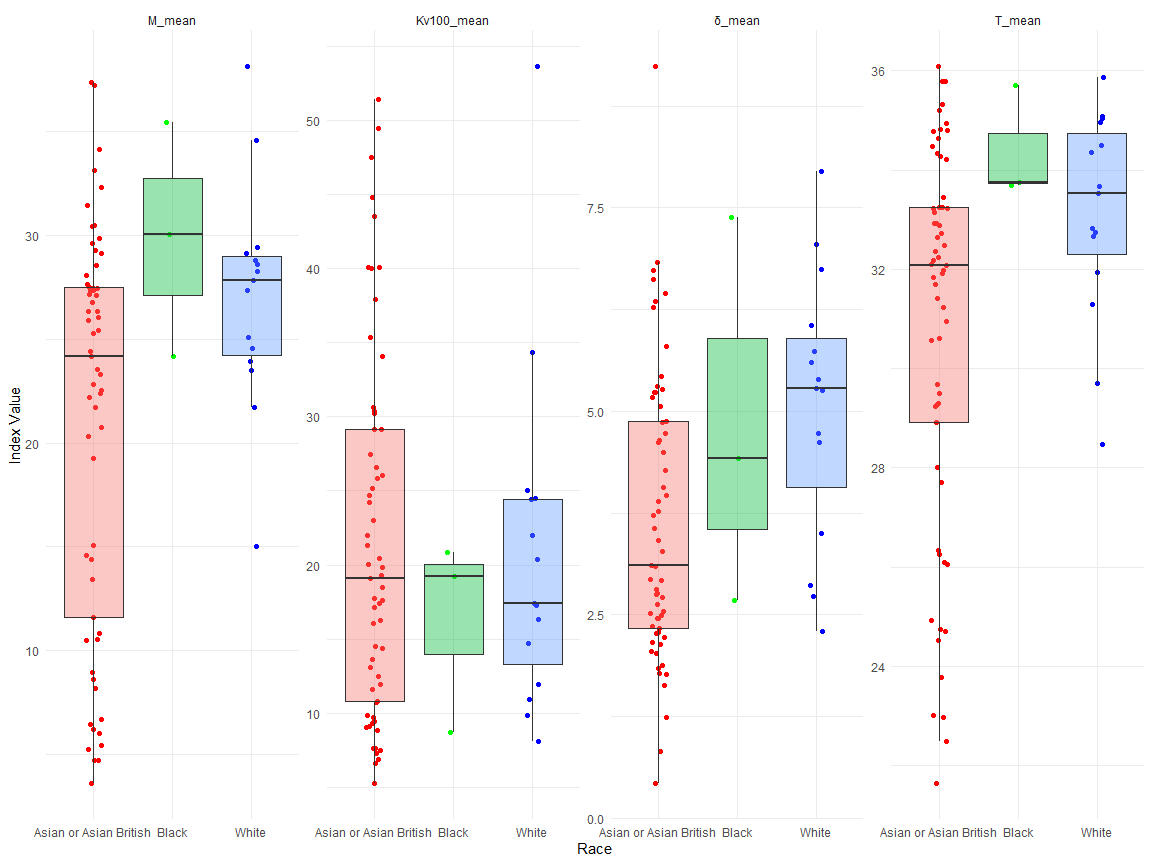 M_mean
Kv100_mean
δ_mean
T_mean
Index Value
30
20
10
50
40
30
20
10
7.5
5.0
2.5
0.0
36
32
28
24
Asian or Asian British Black White
Asian or Asian British Black White
Asian or Asian British Black White
Asian or Asian British Black White
Race